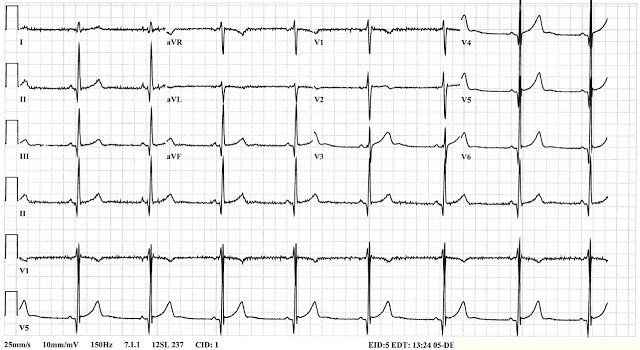 I aVR V1 V4
II aVL V2 V5
III aVF V3 V6
II
V1
V5
25mm/s 10mm/mV 150Hz 7.1.1 12SL 237 CID: 1 EID:5 EDT: 13:24 05-DE